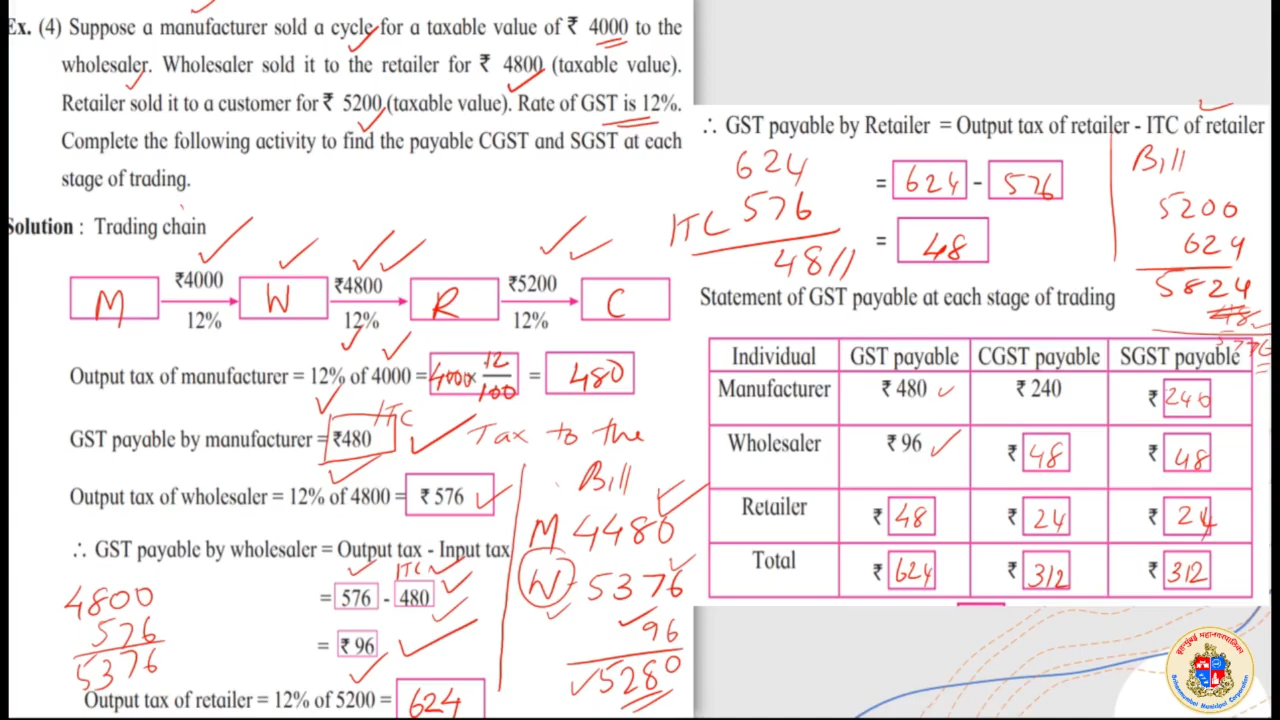 Ex. (4) Suppose a manufacturer sold a cycle for a taxable value of ₹ 4000 to the
wholesaler. Wholesaler sold it to the retailer for ₹ 4800 (taxable value).
Retailer sold it to a customer for ₹ 5200 (taxable value). Rate of GST is 12%.
Complete the following activity to find the payable CGST and SGST at each
stage of trading.
Solution : Trading chain
M ₹4000 12% W ₹4800 12% R ₹5200 12% C
Output tax of manufacturer = 12% of 4000 = 4000 × 12/100 = 480
ITC
GST payable by manufacturer = ₹480
Tax to the
Output tax of wholesaler = 12% of 4800 = ₹ 576
Bill
M 4480
∴ GST payable by wholesaler = Output tax - Input tax
ITC
= 576 - 480
W 5376
= ₹ 96
96
5280
4800
576
5376
Output tax of retailer = 12% of 5200 = 624
∴ GST payable by Retailer = Output tax of retailer - ITC of retailer
624
ITC 576
48//
= 624 - 576
= 48
Bill
5200
624
5824
48
5776
Statement of GST payable at each stage of trading
Individual GST payable CGST payable SGST payable
Manufacturer ₹ 480 ₹ 240 ₹ 240
Wholesaler ₹ 96 ₹ 48 ₹ 48
Retailer ₹ 48 ₹ 24 ₹ 24
Total ₹ 624 ₹ 312 ₹ 312
बृहन्मुंबई महानगरपालिका
Brihanmumbai Municipal Corporation